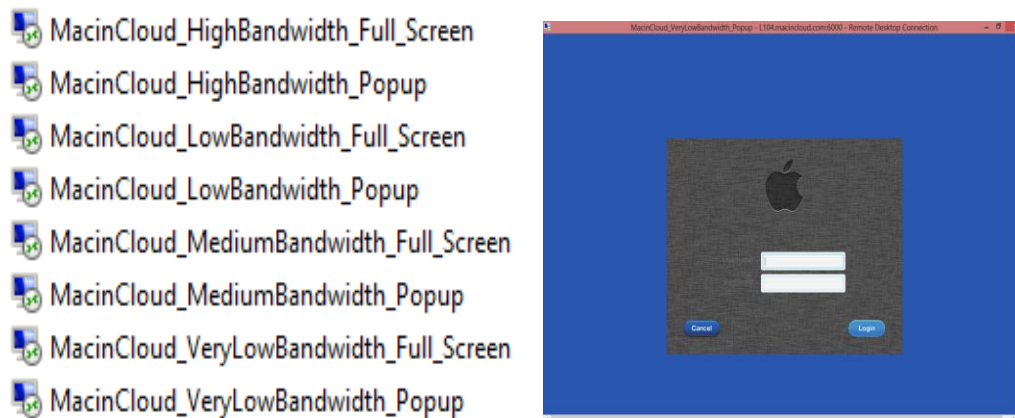 MacinCloud_HighBandwidth_Full_Screen
MacinCloud_HighBandwidth_Popup
MacinCloud_LowBandwidth_Full_Screen
MacinCloud_LowBandwidth_Popup
MacinCloud_MediumBandwidth_Full_Screen
MacinCloud_MediumBandwidth_Popup
MacinCloud_VeryLowBandwidth_Full_Screen
MacinCloud_VeryLowBandwidth_Popup
MacinCloud_VeryLowBandwidth_Popup - L104.macincloud.com:6000 - Remote Desktop Connection
Cancel Login